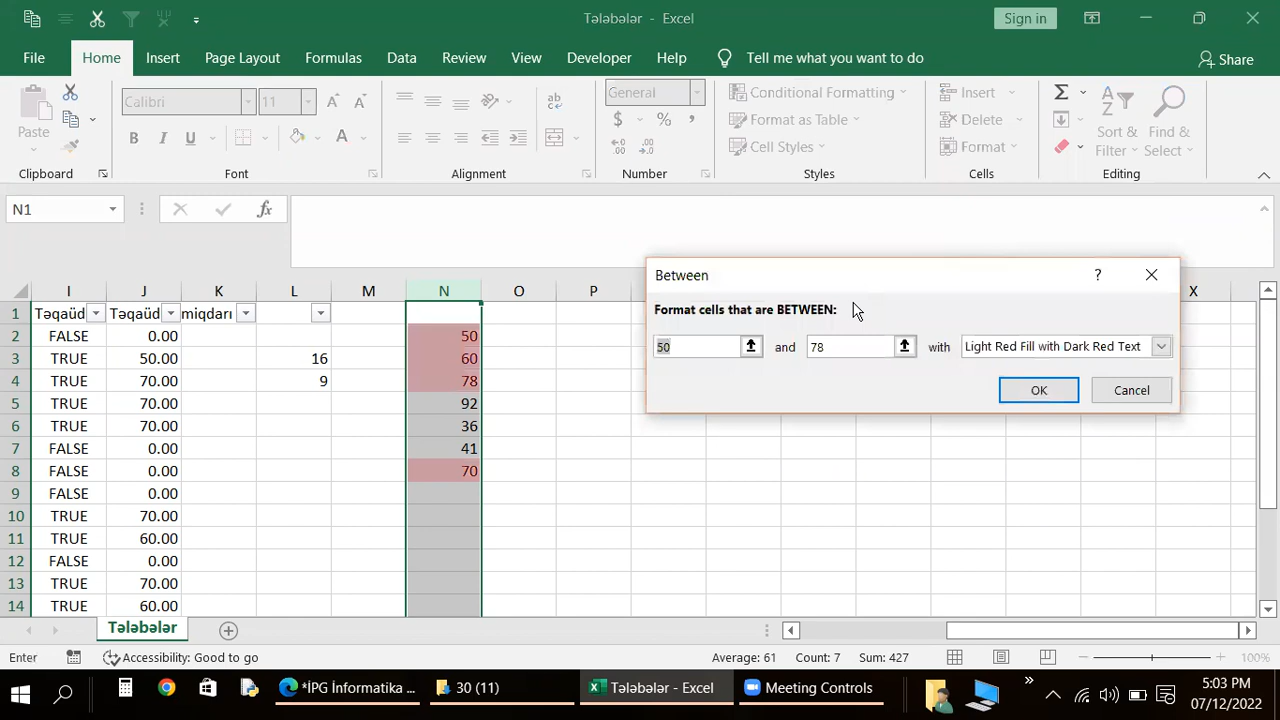 Tələbələr - Excel
Sign in
File Home Insert Page Layout Formulas Data Review View Developer Help Tell me what you want to do Share
Paste
Clipboard
Calibri 11
B I U
Font
ab
Alignment
General
$ % ,
Number
Conditional Formatting
Format as Table
Cell Styles
Styles
Insert
Delete
Format
Cells
Sort & Filter
Find & Select
Editing
N1
fx
I J K L M N O P X
1 Təqaüd Təqaüd miqdarı
2 FALSE 0.00 50
3 TRUE 50.00 16 60
4 TRUE 70.00 9 78
5 TRUE 70.00 92
6 TRUE 70.00 36
7 FALSE 0.00 41
8 FALSE 0.00 70
9 FALSE 0.00
10 TRUE 70.00
11 TRUE 60.00
12 FALSE 0.00
13 TRUE 70.00
14 TRUE 60.00
Between
?
Format cells that are BETWEEN:
50 and 78 with Light Red Fill with Dark Red Text
OK Cancel
Tələbələr
Enter Accessibility: Good to go Average: 61 Count: 7 Sum: 427 100%
*İPG İnformatika ... 30 (11) Tələbələr - Excel Meeting Controls
5:03 PM
07/12/2022